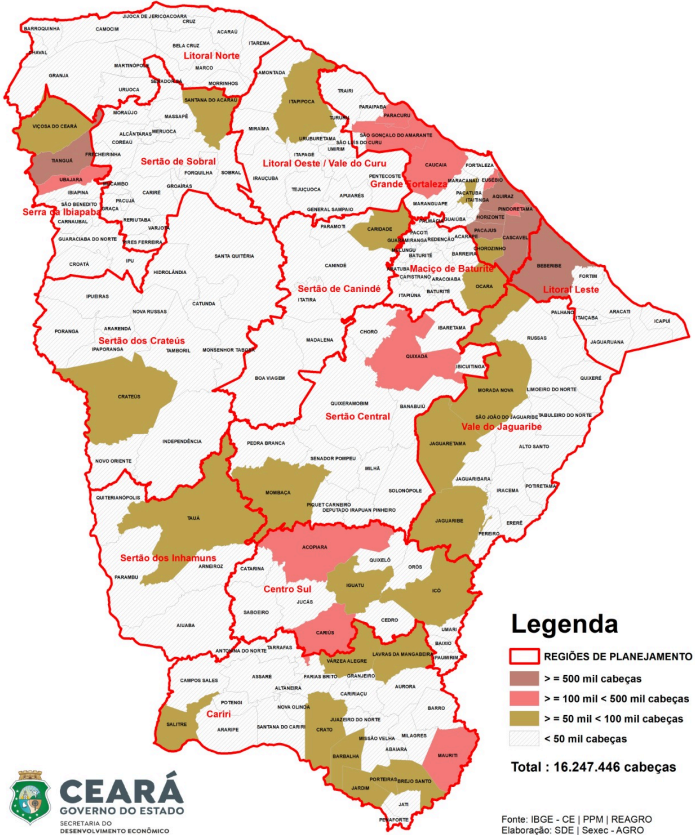 JIJOCA DE JERICOACOARA
CRUZ
BARROQUINHA
CAMOCIM
ACARAÚ
CHAVAL
BELA CRUZ
ITAREMA
Litoral Norte
MARTINÓPOLE
MARCO
GRANJA
AMONTADA
MORRINHOS
URUOCA
TRAIRI
SANTANA DO ACARAÚ
ITAPIPOCA
PARAIPABA
MORAÚJO
MASSAPÊ
PARACURU
VIÇOSA DO CEARÁ
TURURU
ALCÂNTARAS
MERUOCA
MIRAÍMA
SÃO GONÇALO DO AMARANTE
COREAÚ
URUBURETAMA
SÃO LUÍS DO CURU
UMIRIM
FRECHEIRINHA
ITAPAGÉ
TIANGUÁ
Sertão de Sobral
Litoral Oeste / Vale do Curu
CAUCAIA
FORTALEZA
FORQUILHA
SOBRAL
IRAUÇUBA
PENTECOSTE
UBAJARA
MUCAMBO
GROAÍRAS
Grande Fortaleza
MARACANAÚ
EUSÉBIO
IBIAPINA
CARIRÉ
TEJUÇUOCA
APUIARÉS
PACATUBA
AQUIRAZ
SÃO BENEDITO
PACUJÁ
MARANGUAPE
ITAITINGA
PINDORETAMA
Serra da Ibiapaba
GRAÇA
GENERAL SAMPAIO
HORIZONTE
CARNAUBAL
RERIUTABA
VARJOTA
PARAMOTI
CARIDADE
PACOTI
REDENÇÃO
ACARAPE
PACAJUS
CASCAVEL
GUARACIABA DO NORTE
PIRES FERREIRA
MULUNGU
CHOROZINHO
BATURITÉ
Maciço de Baturité
BARREIRA
CROATÁ
IPU
SANTA QUITÉRIA
CANINDÉ
BEBERIBE
HIDROLÂNDIA
CAPISTRANO
ARACOIABA
FORTIM
Sertão de Canindé
OCARA
Litoral Leste
IPUEIRAS
CATUNDA
ITATIRA
ITAPIÚNA
BATURITÉ
NOVA RUSSAS
ARACATI
PALHANO
ITAIÇABA
ICAPUÍ
PORANGA
ARARENDA
CHORÓ
IBARETAMA
RUSSAS
Sertão dos Crateús
MADALENA
JAGUARUANA
IPAPORANGA
TAMBORIL
MONSENHOR TABOSA
QUIXADÁ
IBICUITINGA
BOA VIAGEM
QUIXERÉ
CRATEÚS
MORADA NOVA
LIMOEIRO DO NORTE
QUIXERAMOBIM
BANABUIÚ
Sertão Central
SÃO JOÃO DO JAGUARIBE
TABULEIRO DO NORTE
Vale do Jaguaribe
INDEPENDÊNCIA
PEDRA BRANCA
JAGUARETAMA
ALTO SANTO
NOVO ORIENTE
SENADOR POMPEU
MILHÃ
JAGUARIBARA
POTIRETAMA
QUITERIANÓPOLIS
MOMBAÇA
SOLONÓPOLE
IRACEMA
PIQUET CARNEIRO
DEPUTADO IRAPUAN PINHEIRO
TAUÁ
JAGUARIBE
ERERÊ
PEREIRO
ACOPIARA
Sertão dos Inhamuns
ARNEIROZ
CATARINA
QUIXELÔ
ORÓS
PARAMBU
Centro Sul
IGUATU
ICÓ
JUCÁS
SABOEIRO
CEDRO
AIUABA
CARIÚS
UMARI
BAIXIO
ANTONINA DO NORTE
TARRAFAS
LAVRAS DA MANGABEIRA
IPAUMIRIM
VÁRZEA ALEGRE
CAMPOS SALES
ASSARÉ
FARIAS BRITO
GRANJEIRO
ALTANEIRA
CARIRIAÇU
AURORA
POTENGI
NOVA OLINDA
Cariri
BARRO
SALITRE
JUAZEIRO DO NORTE
SANTANA DO CARIRI
ARARIPE
CRATO
MISSÃO VELHA
MILAGRES
ABAIARA
BARBALHA
MAURITI
PORTEIRAS
BREJO SANTO
JARDIM
JATI
PENAFORTE
Legenda
REGIÕES DE PLANEJAMENTO
> = 500 mil cabeças
> = 100 mil < 500 mil cabeças
> = 50 mil < 100 mil cabeças
< 50 mil cabeças
Total : 16.247.446 cabeças
CEARÁ
GOVERNO DO ESTADO
SECRETARIA DO
DESENVOLVIMENTO ECONÔMICO
Fonte: IBGE - CE | PPM | REAGRO
Elaboração: SDE | Sexec - AGRO